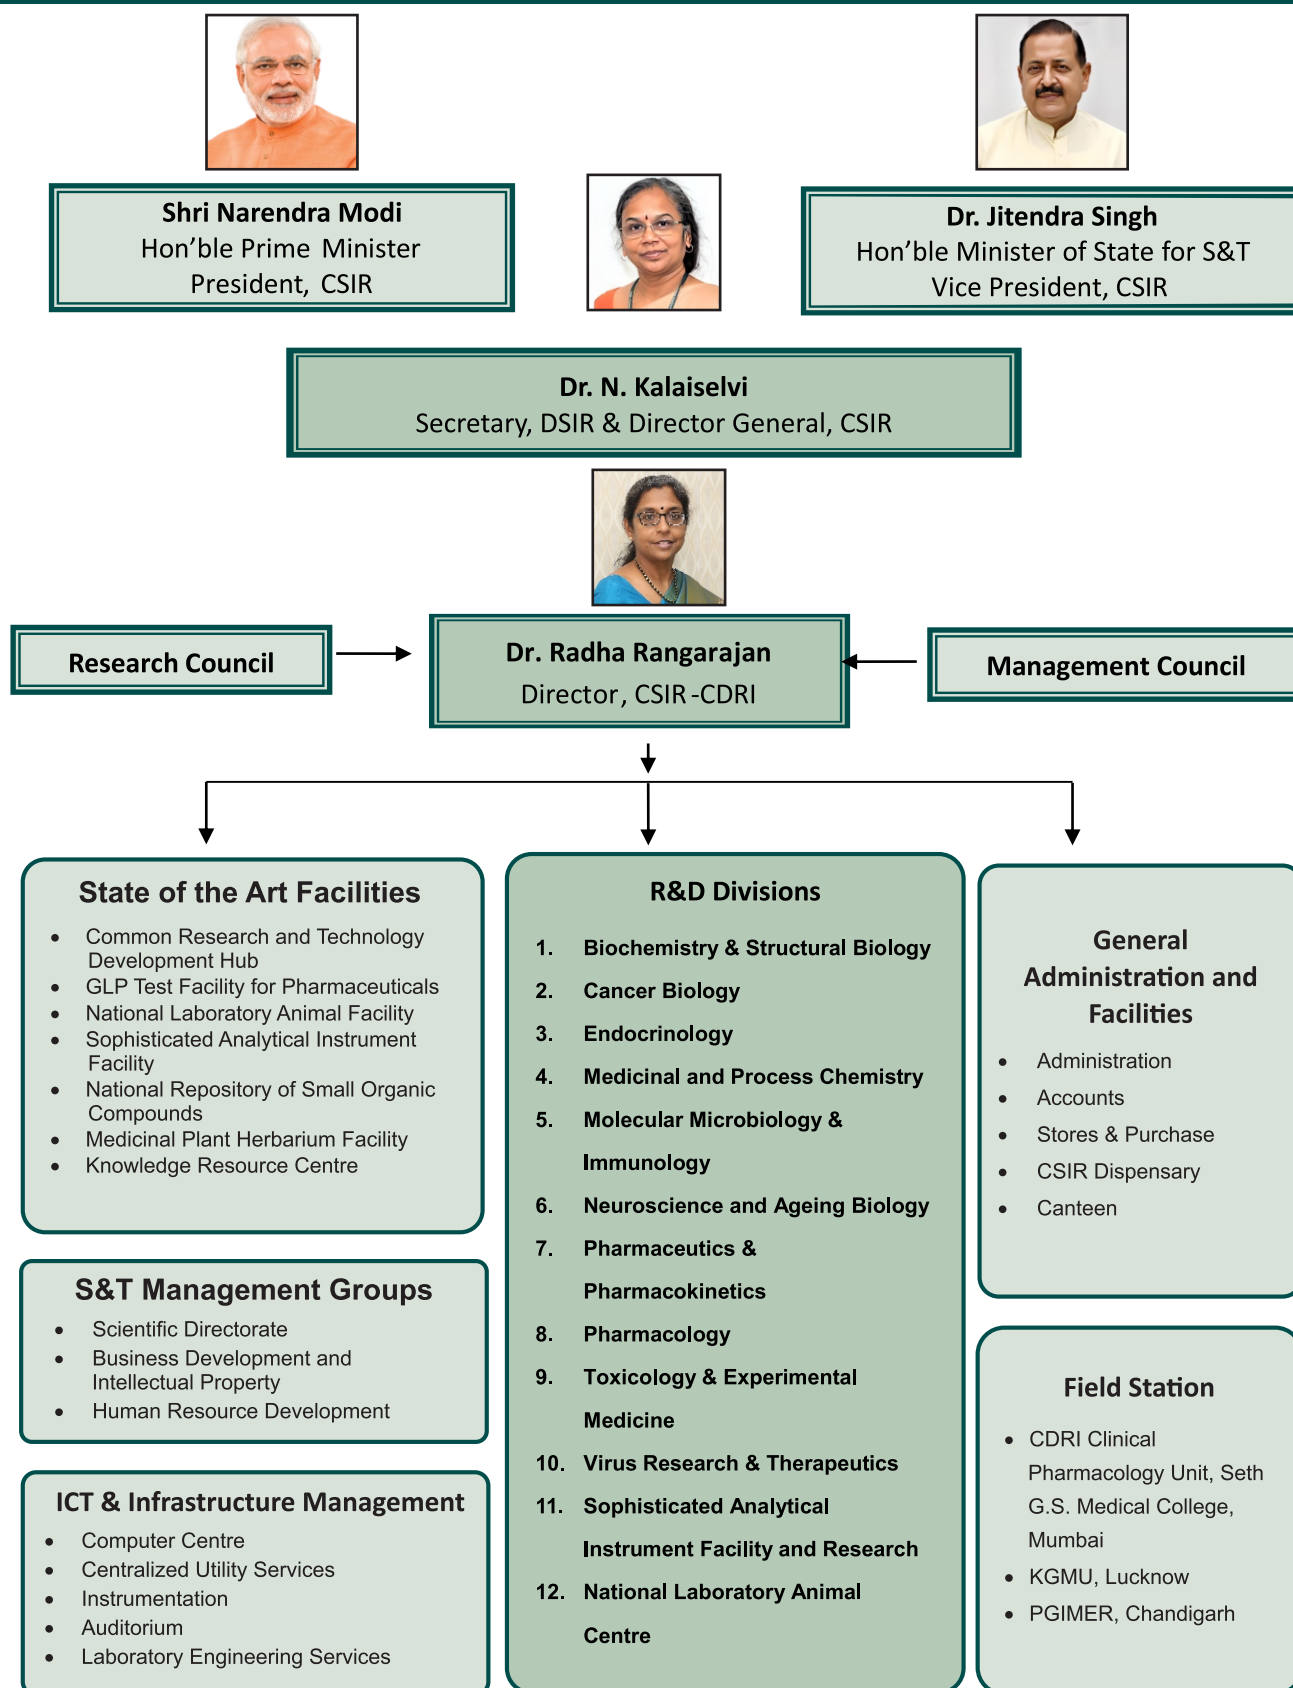 Shri Narendra Modi
Hon'ble Prime Minister
President, CSIR
Dr. Jitendra Singh
Hon'ble Minister of State for S&T
Vice President, CSIR
Dr. N. Kalaiselvi
Secretary, DSIR & Director General, CSIR
Research Council
Dr. Radha Rangarajan
Director, CSIR-CDRI
Management Council
State of the Art Facilities
• Common Research and Technology
Development Hub
• GLP Test Facility for Pharmaceuticals
• National Laboratory Animal Facility
• Sophisticated Analytical Instrument
Facility
• National Repository of Small Organic
Compounds
• Medicinal Plant Herbarium Facility
• Knowledge Resource Centre
S&T Management Groups
• Scientific Directorate
• Business Development and
Intellectual Property
• Human Resource Development
ICT & Infrastructure Management
• Computer Centre
• Centralized Utility Services
• Instrumentation
• Auditorium
• Laboratory Engineering Services
R&D Divisions
1. Biochemistry & Structural Biology
2. Cancer Biology
3. Endocrinology
4. Medicinal and Process Chemistry
5. Molecular Microbiology &
Immunology
6. Neuroscience and Ageing Biology
7. Pharmaceutics &
Pharmacokinetics
8. Pharmacology
9. Toxicology & Experimental
Medicine
10. Virus Research & Therapeutics
11. Sophisticated Analytical
Instrument Facility and Research
12. National Laboratory Animal
Centre
General
Administration and
Facilities
• Administration
• Accounts
• Stores & Purchase
• CSIR Dispensary
• Canteen
Field Station
• CDRI Clinical
Pharmacology Unit, Seth
G.S. Medical College,
Mumbai
• KGMU, Lucknow
• PGIMER, Chandigarh